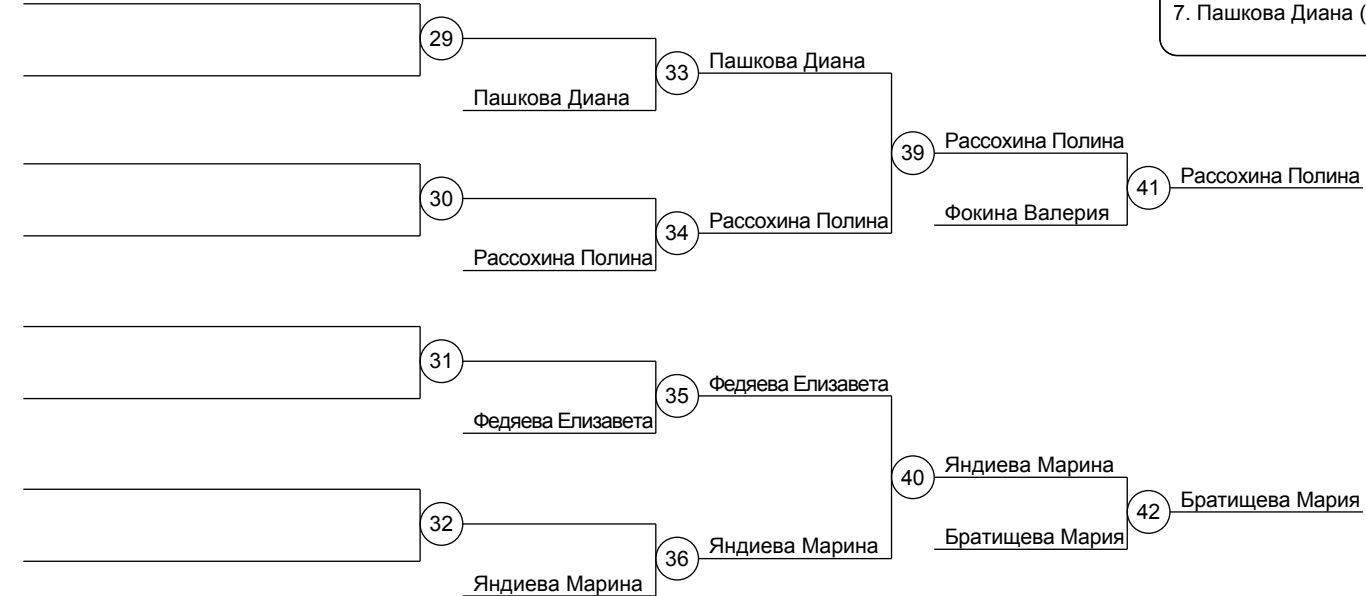 7. Пашкова Диана (
29
Пашкова Диана
33
Пашкова Диана
39
Рассохина Полина
41
Рассохина Полина
30
Рассохина Полина
34
Рассохина Полина
Фокина Валерия
31
Федяева Елизавета
35
Федяева Елизавета
40
Яндиева Марина
42
Братищева Мария
32
Яндиева Марина
36
Яндиева Марина
Братищева Мария